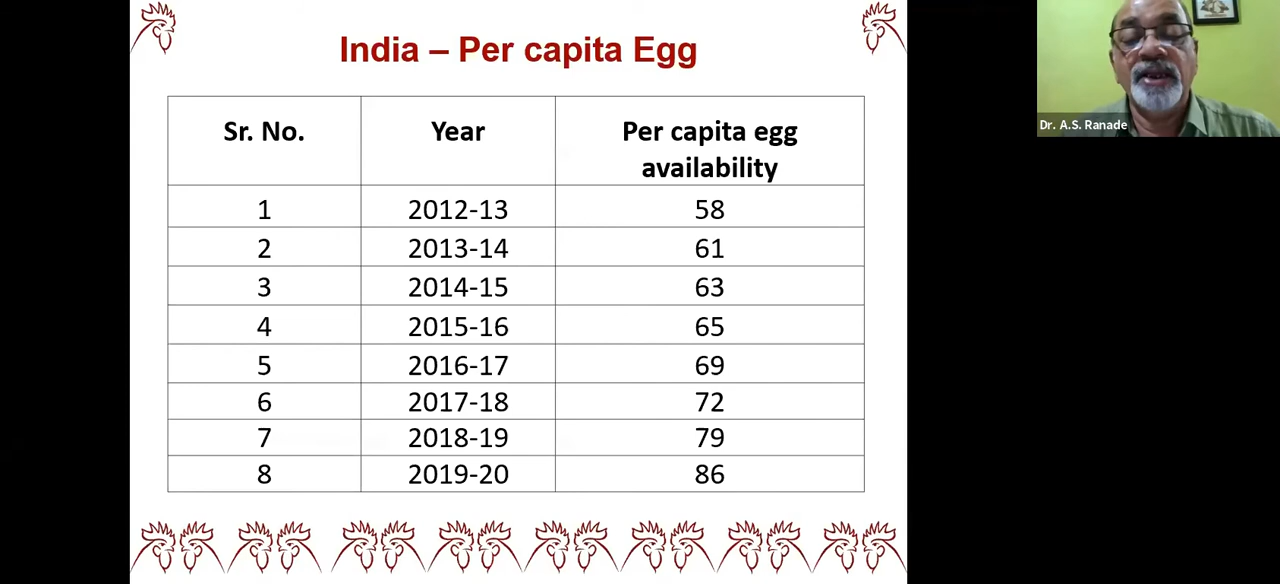 India – Per capita Egg
Sr. No. Year Per capita egg
availability
1 2012-13 58
2 2013-14 61
3 2014-15 63
4 2015-16 65
5 2016-17 69
6 2017-18 72
7 2018-19 79
8 2019-20 86
Dr. A.S. Ranade